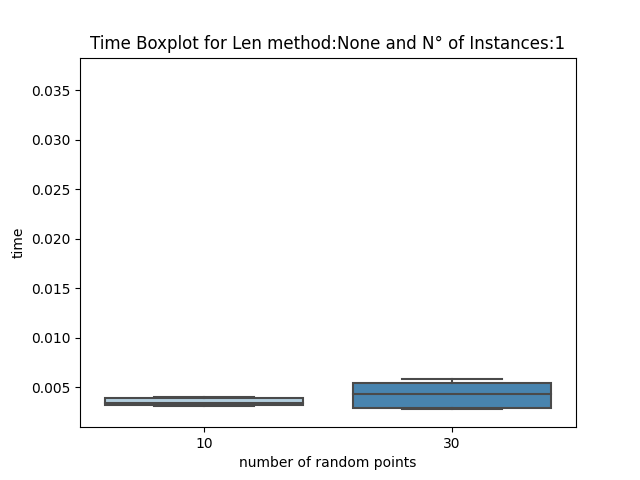 Time Boxplot for Len method:None and N° of Instances:1
0.035
0.030
0.025
0.020
0.015
0.010
0.005
time
10 30
number of random points